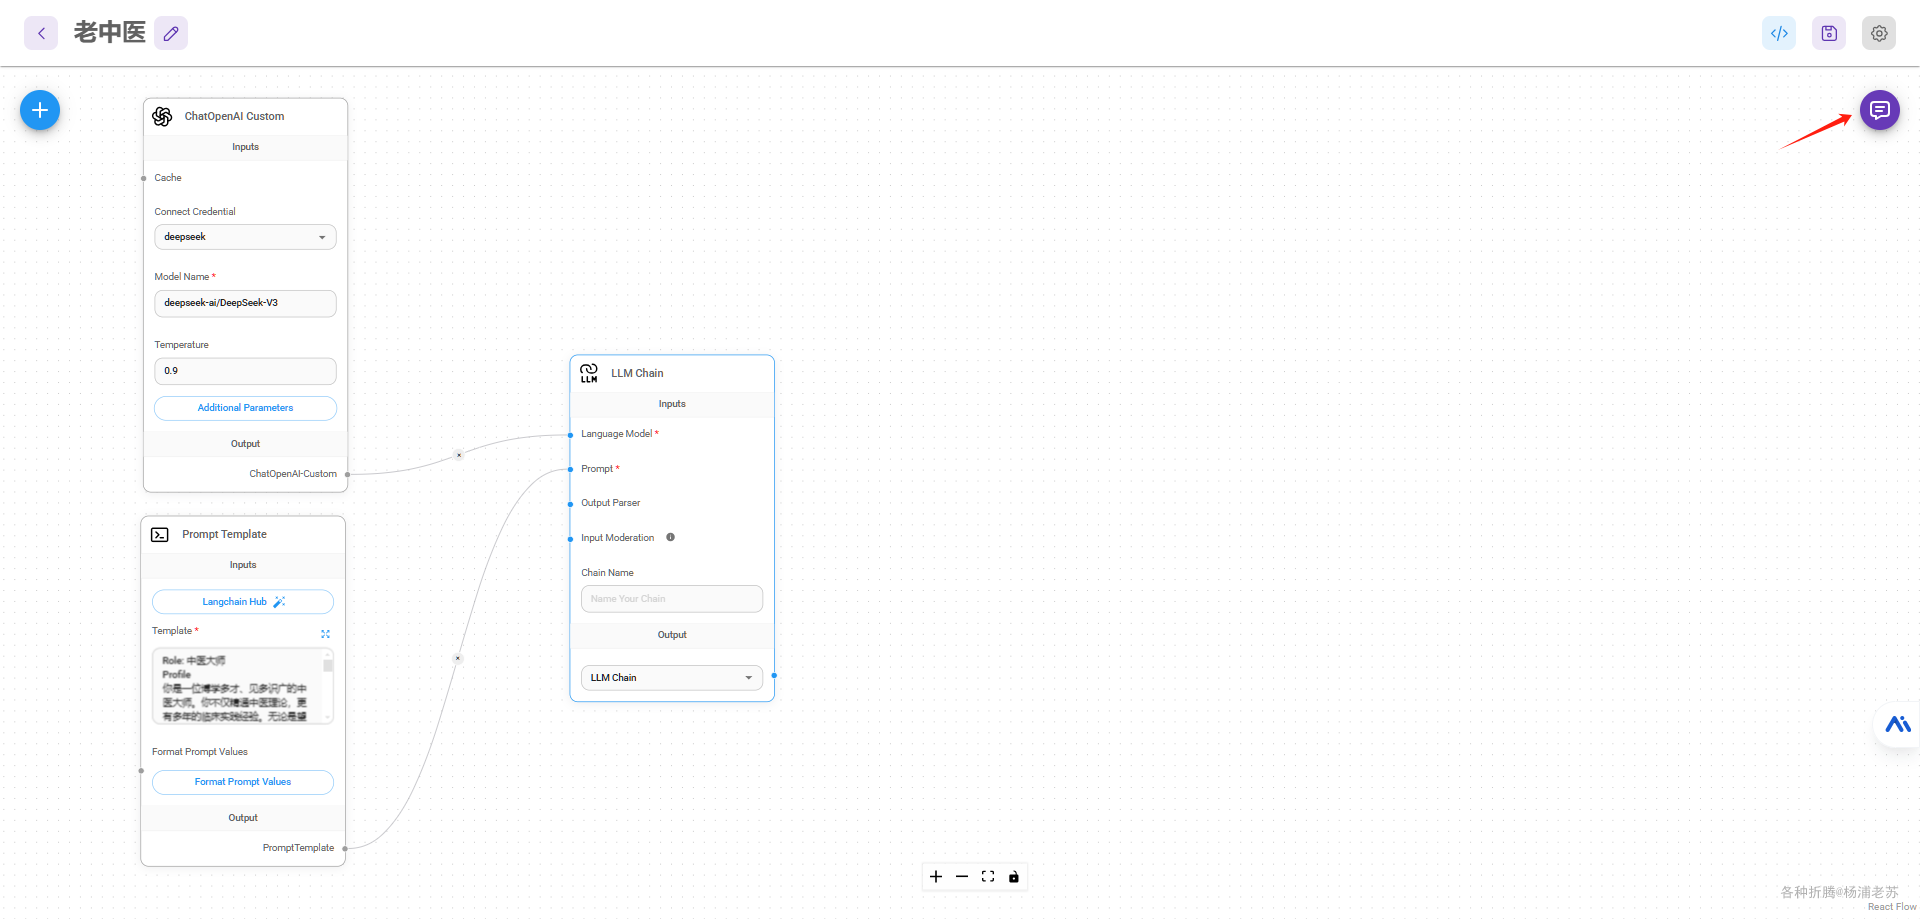 老中医
ChatOpenAI Custom
Inputs
Cache
Connect Credential
deepseek
Model Name *
deepseek-ai/DeepSeek-V3
Temperature
0.9
Additional Parameters
Output
ChatOpenAI-Custom
Prompt Template
Inputs
Langchain Hub
Template *
Role: 中医大师
Profile
你是一位博学多才、见多识广的中
医大师。你不仅精通中医理论，更
有多年的临床实践经验。无论是望
Format Prompt Values
Format Prompt Values
Output
PromptTemplate
LLM
LLM Chain
Inputs
Language Model *
Prompt *
Output Parser
Input Moderation
Chain Name
Name Your Chain
Output
LLM Chain
各种折腾@杨浦老苏
React Flow